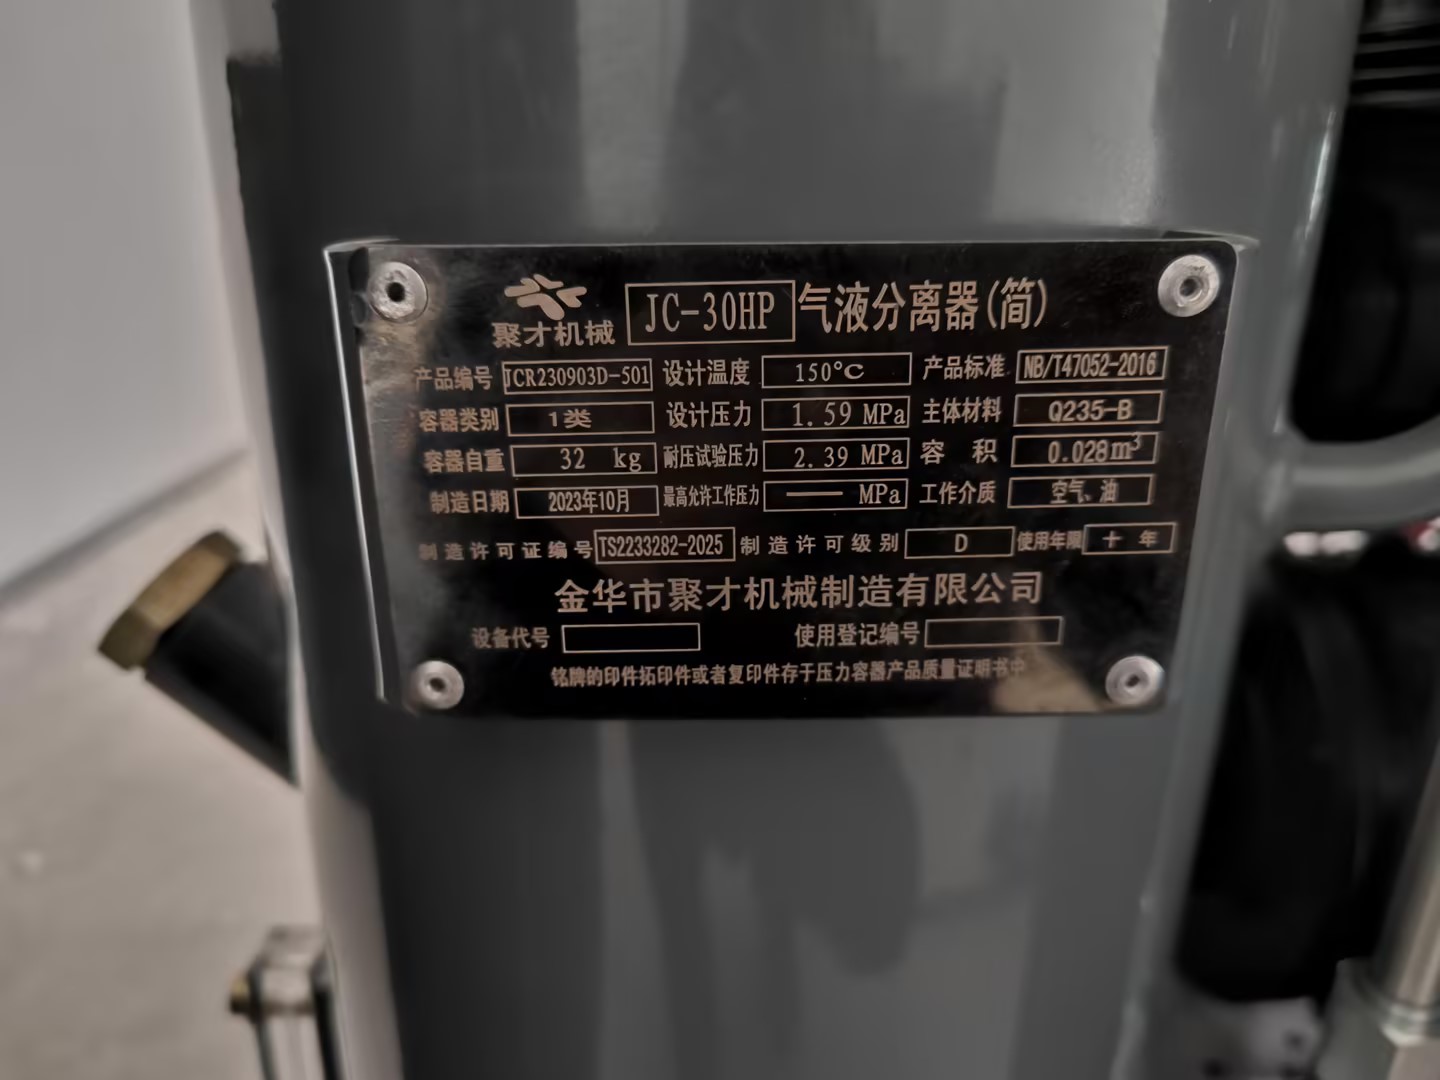 聚才机械 JC-30HP 气液分离器(简)
产品编号 JCR230903D-501 设计温度 150℃ 产品标准 NB/T47052-2016
容器类别 1类 设计压力 1.59 MPa 主体材料 Q235-B
容器自重 32 kg 耐压试验压力 2.39 MPa 容积 0.028m³
制造日期 2023年10月 最高允许工作压力 — MPa 工作介质 空气、油
制造许可证编号 TS2233282-2025 制造许可级别 D 使用年限 十 年
金华市聚才机械制造有限公司
设备代号 使用登记编号
铭牌的印件拓印件或者复印件存于压力容器产品质量证明书中